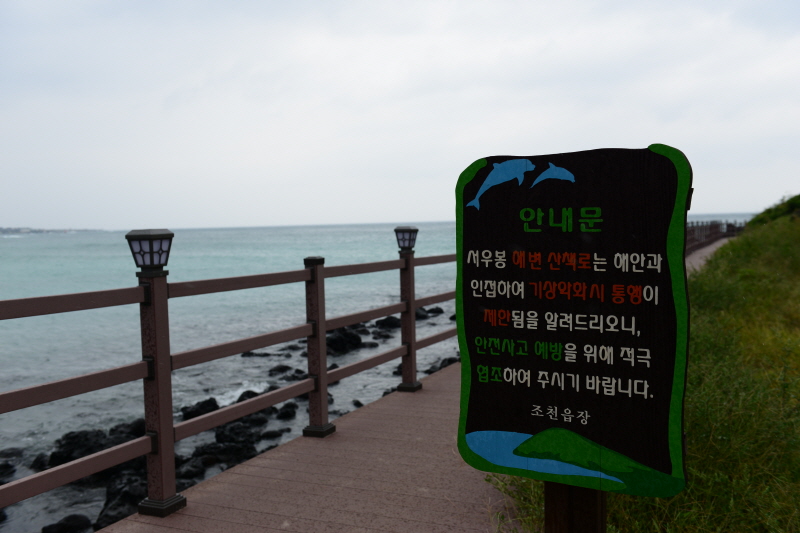 안내문
서우봉 해변 산책로는 해안과
인접하여 기상악화시 통행이
제한됨을 알려드리오니,
안전사고 예방을 위해 적극
협조하여 주시기 바랍니다.
조천읍장